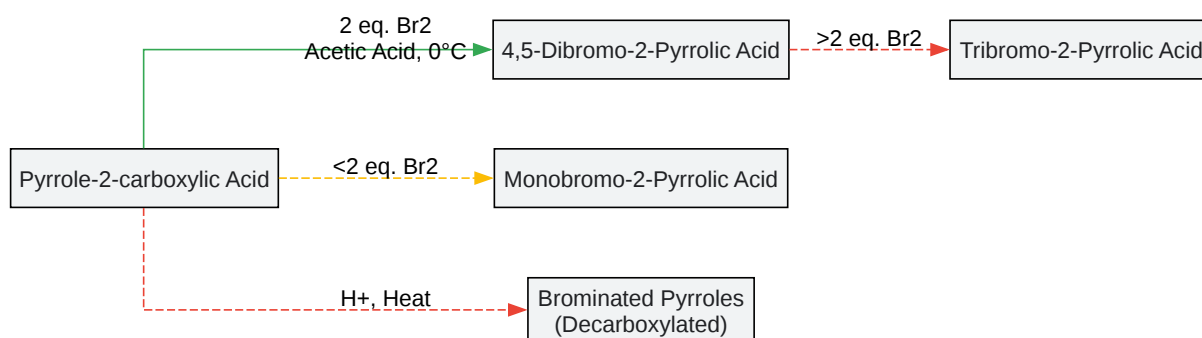 2 eq. Br2
Acetic Acid, 0°C
4,5-Dibromo-2-Pyrrolic Acid
>2 eq. Br2
Tribromo-2-Pyrrolic Acid
Pyrrole-2-carboxylic Acid
<2 eq. Br2
Monobromo-2-Pyrrolic Acid
H+, Heat
Brominated Pyrroles
(Decarboxylated)